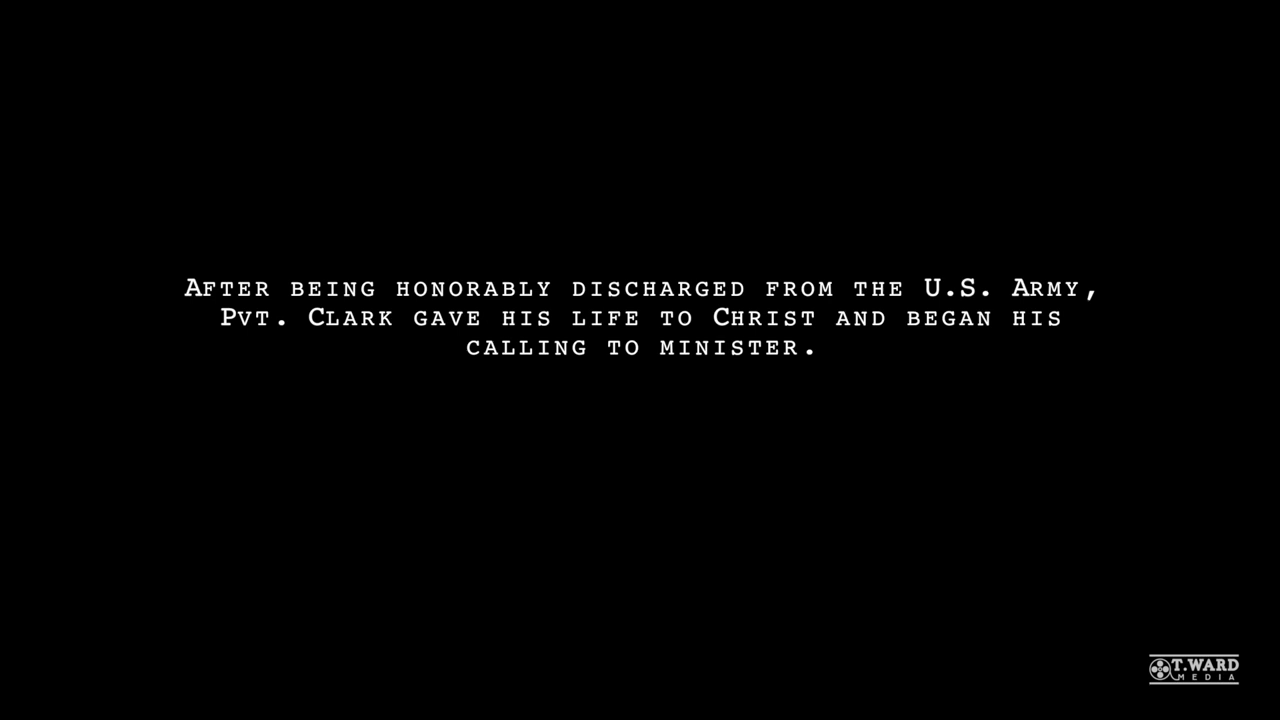 After being honorably discharged from the U.S. Army,
Pvt. Clark gave his life to Christ and began his
calling to minister.
T.WARD
MEDIA